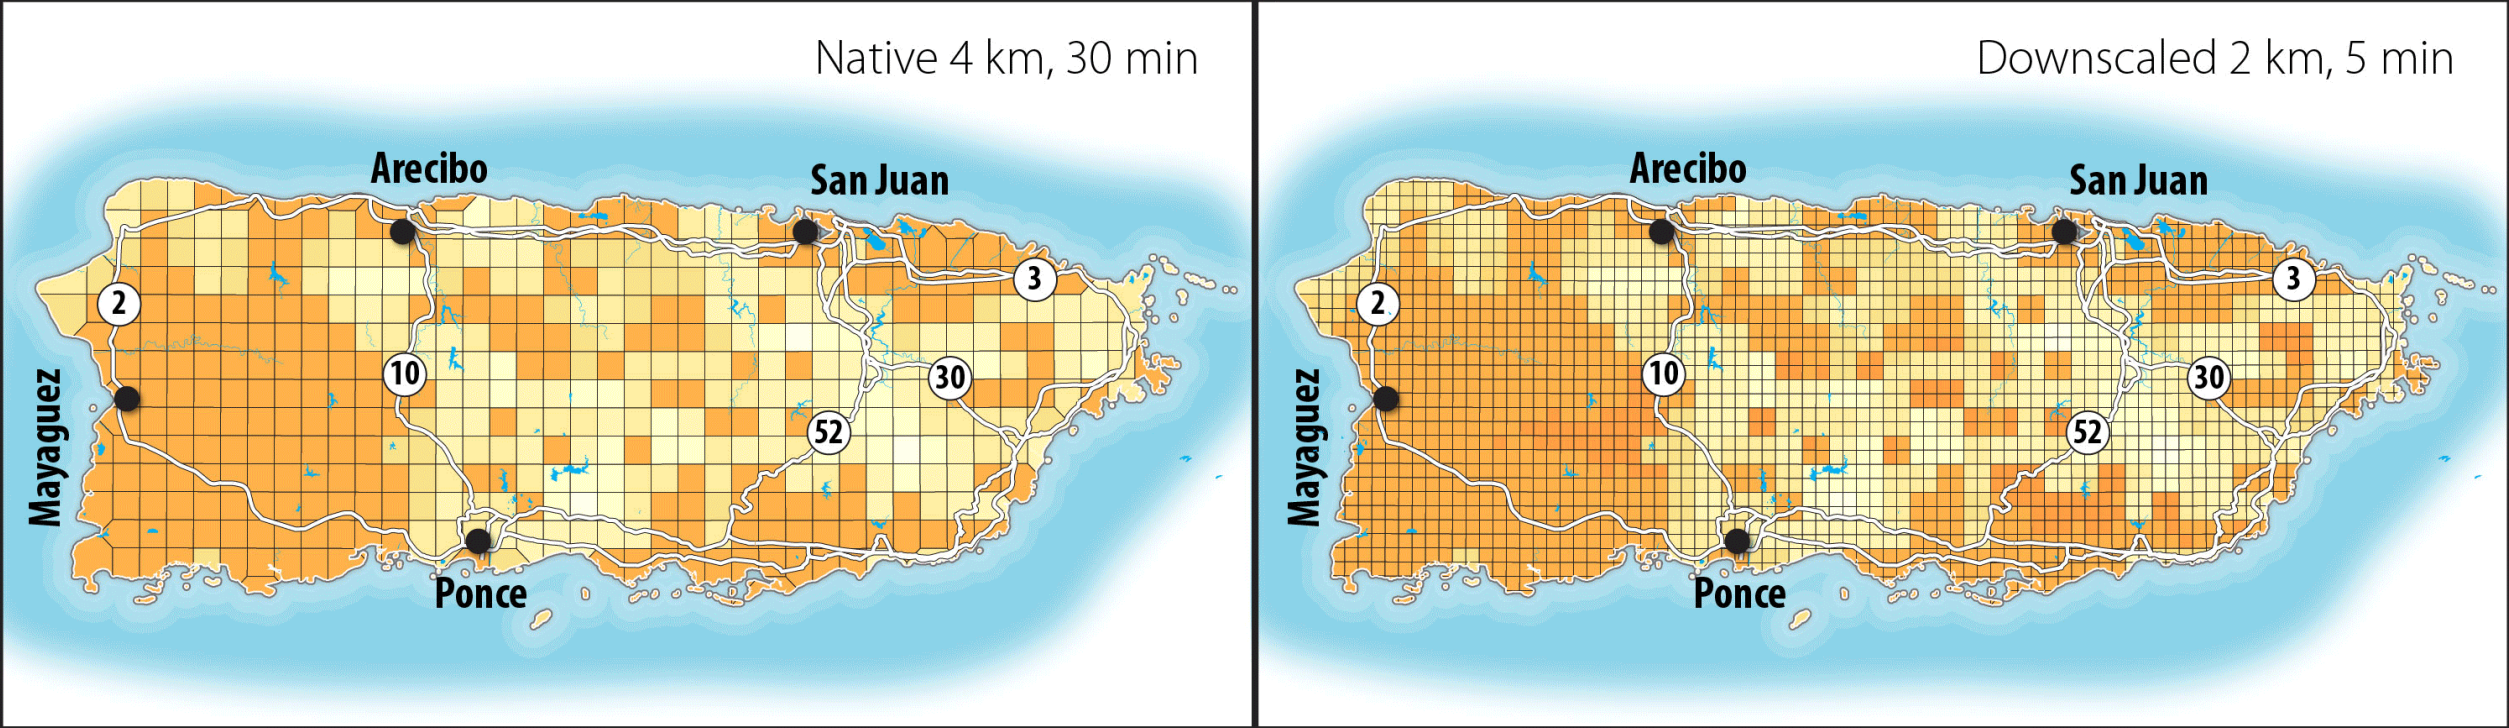 Native 4 km, 30 min
Arecibo
San Juan
2
3
10
30
52
Mayaguez
Ponce
Downscaled 2 km, 5 min
Arecibo
San Juan
2
3
10
30
52
Mayaguez
Ponce